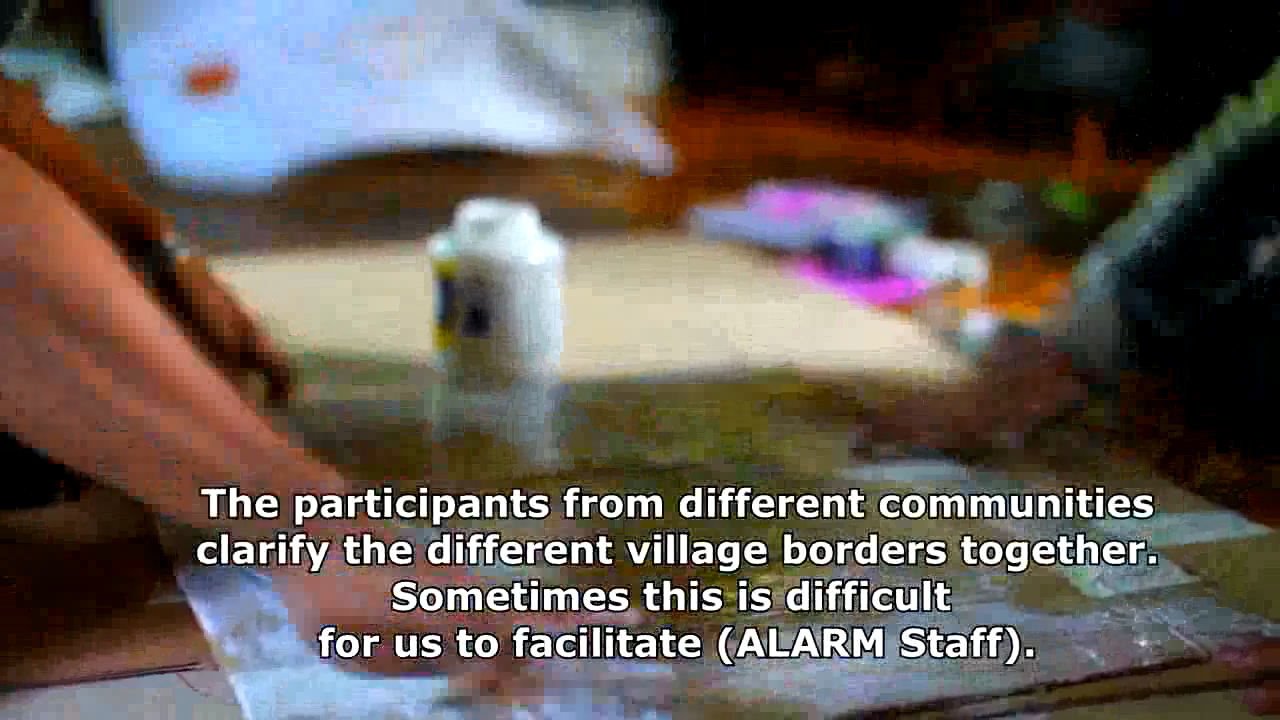 The participants from different communities
clarify the different village borders together.
Sometimes this is difficult
for us to facilitate (ALARM Staff).